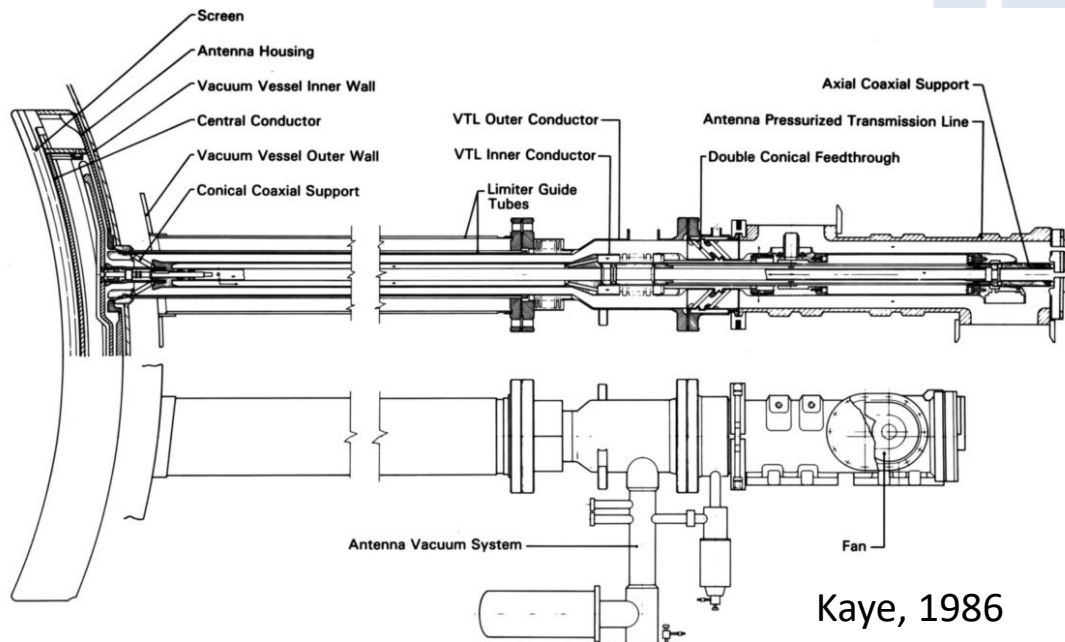 Screen
Antenna Housing
Vacuum Vessel Inner Wall
Central Conductor
Vacuum Vessel Outer Wall
Conical Coaxial Support
VTL Outer Conductor
VTL Inner Conductor
Limiter Guide
Tubes
Axial Coaxial Support
Antenna Pressurized Transmission Line
Double Conical Feedthrough
Antenna Vacuum System
Fan
Kaye, 1986